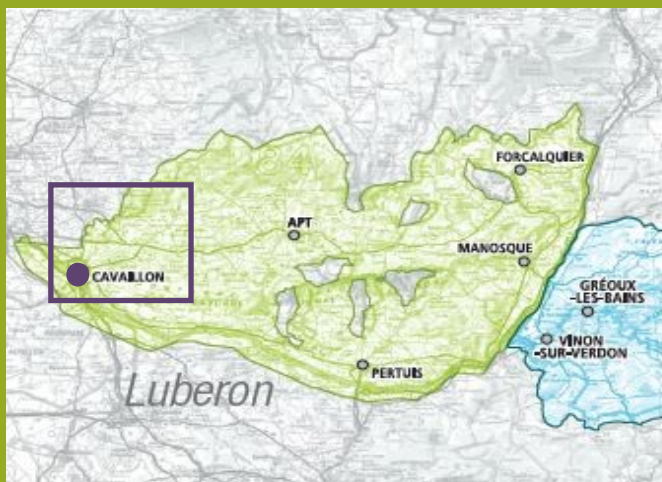 FORCALQUIER
APT
MANOSQUE
CAVAILLON
GRÉOUX
-LES-BAINS
VINON
-SUR-VERDON
PERTUIS
Luberon